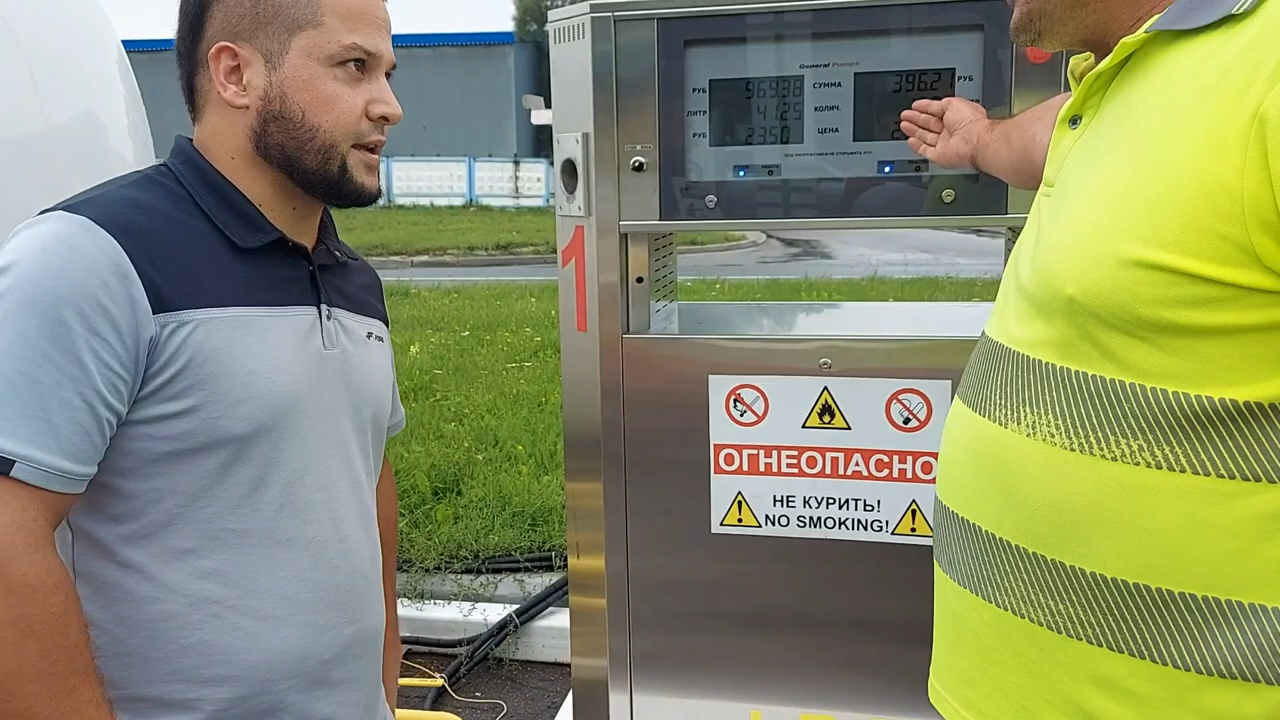 General Pumps
РУБ 969.38 СУММА 396.21 РУБ
ЛИТР 41.25 КОЛИЧ.
РУБ 23.50 ЦЕНА
1
ОГНЕОПАСНО
НЕ КУРИТЬ!
NO SMOKING!